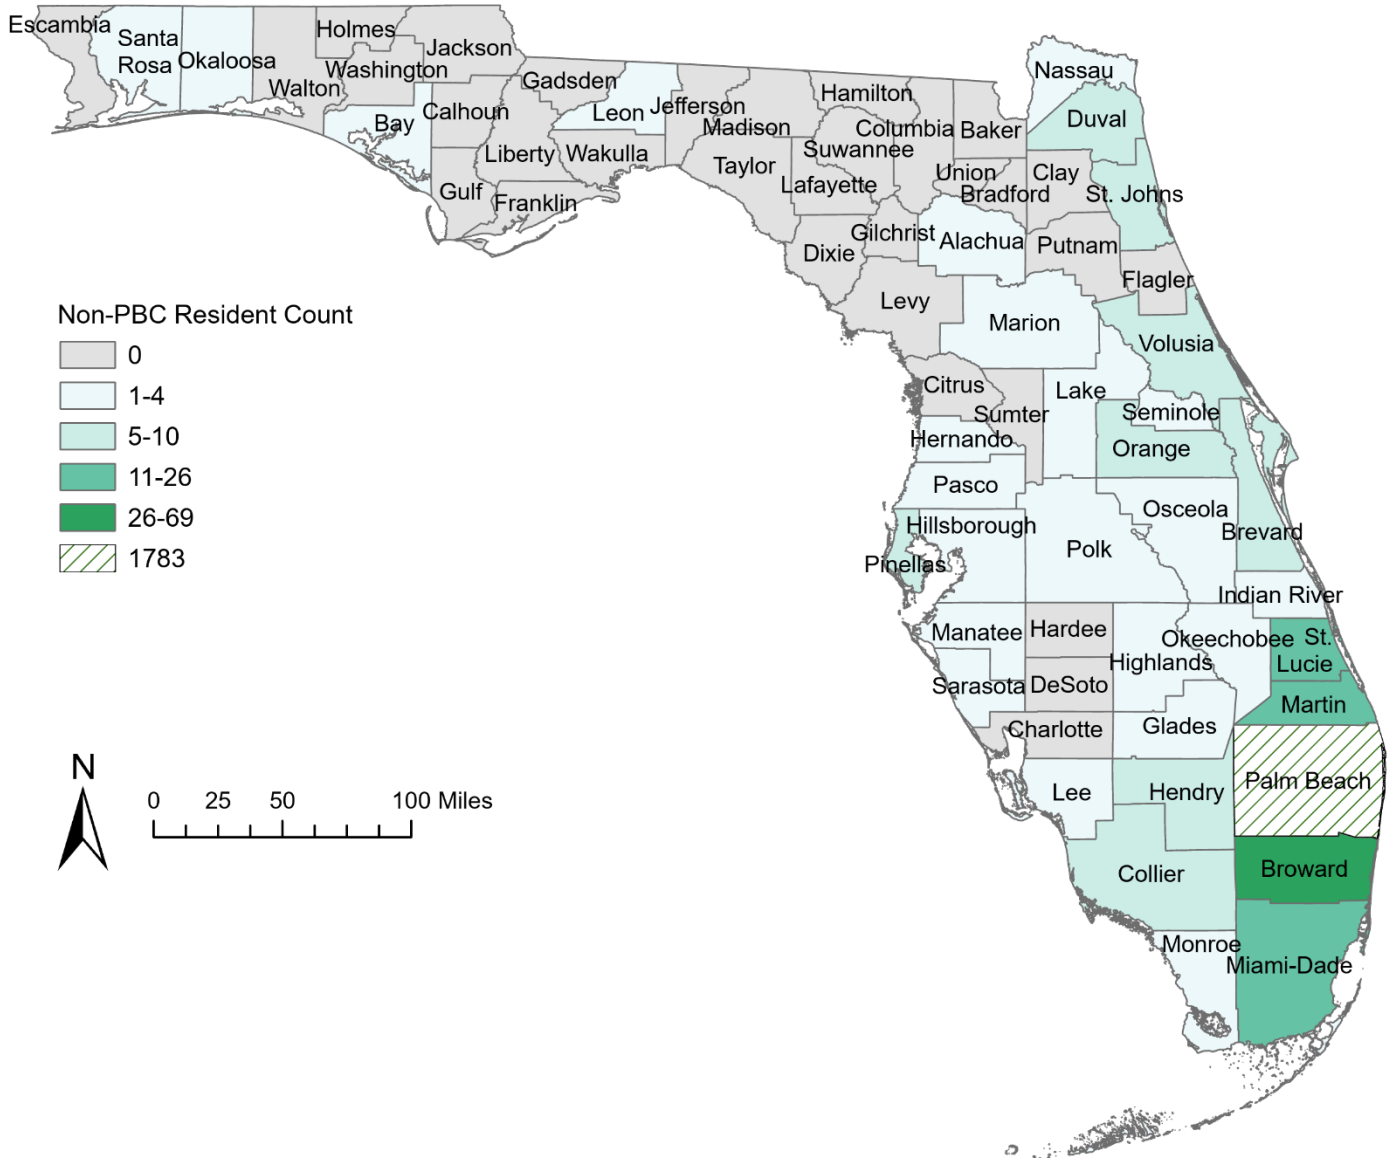 Escambia
Santa
Rosa
Okaloosa
Holmes
Jackson
Washington
Walton
Bay
Calhoun
Gadsden
Leon
Jefferson
Madison
Hamilton
Columbia
Baker
Nassau
Duval
Liberty
Wakulla
Suwannee
Taylor
Lafayette
Union
Bradford
Clay
St. Johns
Gulf
Franklin
Dixie
Gilchrist
Alachua
Putnam
Flagler
Levy
Marion
Volusia
Citrus
Sumter
Lake
Seminole
Hernando
Orange
Pasco
Osceola
Hillsborough
Polk
Brevard
Pinellas
Indian River
Manatee
Hardee
Okeechobee
St.
Lucie
Highlands
Sarasota
DeSoto
Martin
Charlotte
Glades
Lee
Hendry
Palm Beach
Collier
Broward
Monroe
Miami-Dade
Non-PBC Resident Count
0
1-4
5-10
11-26
26-69
1783
N
0 25 50 100 Miles